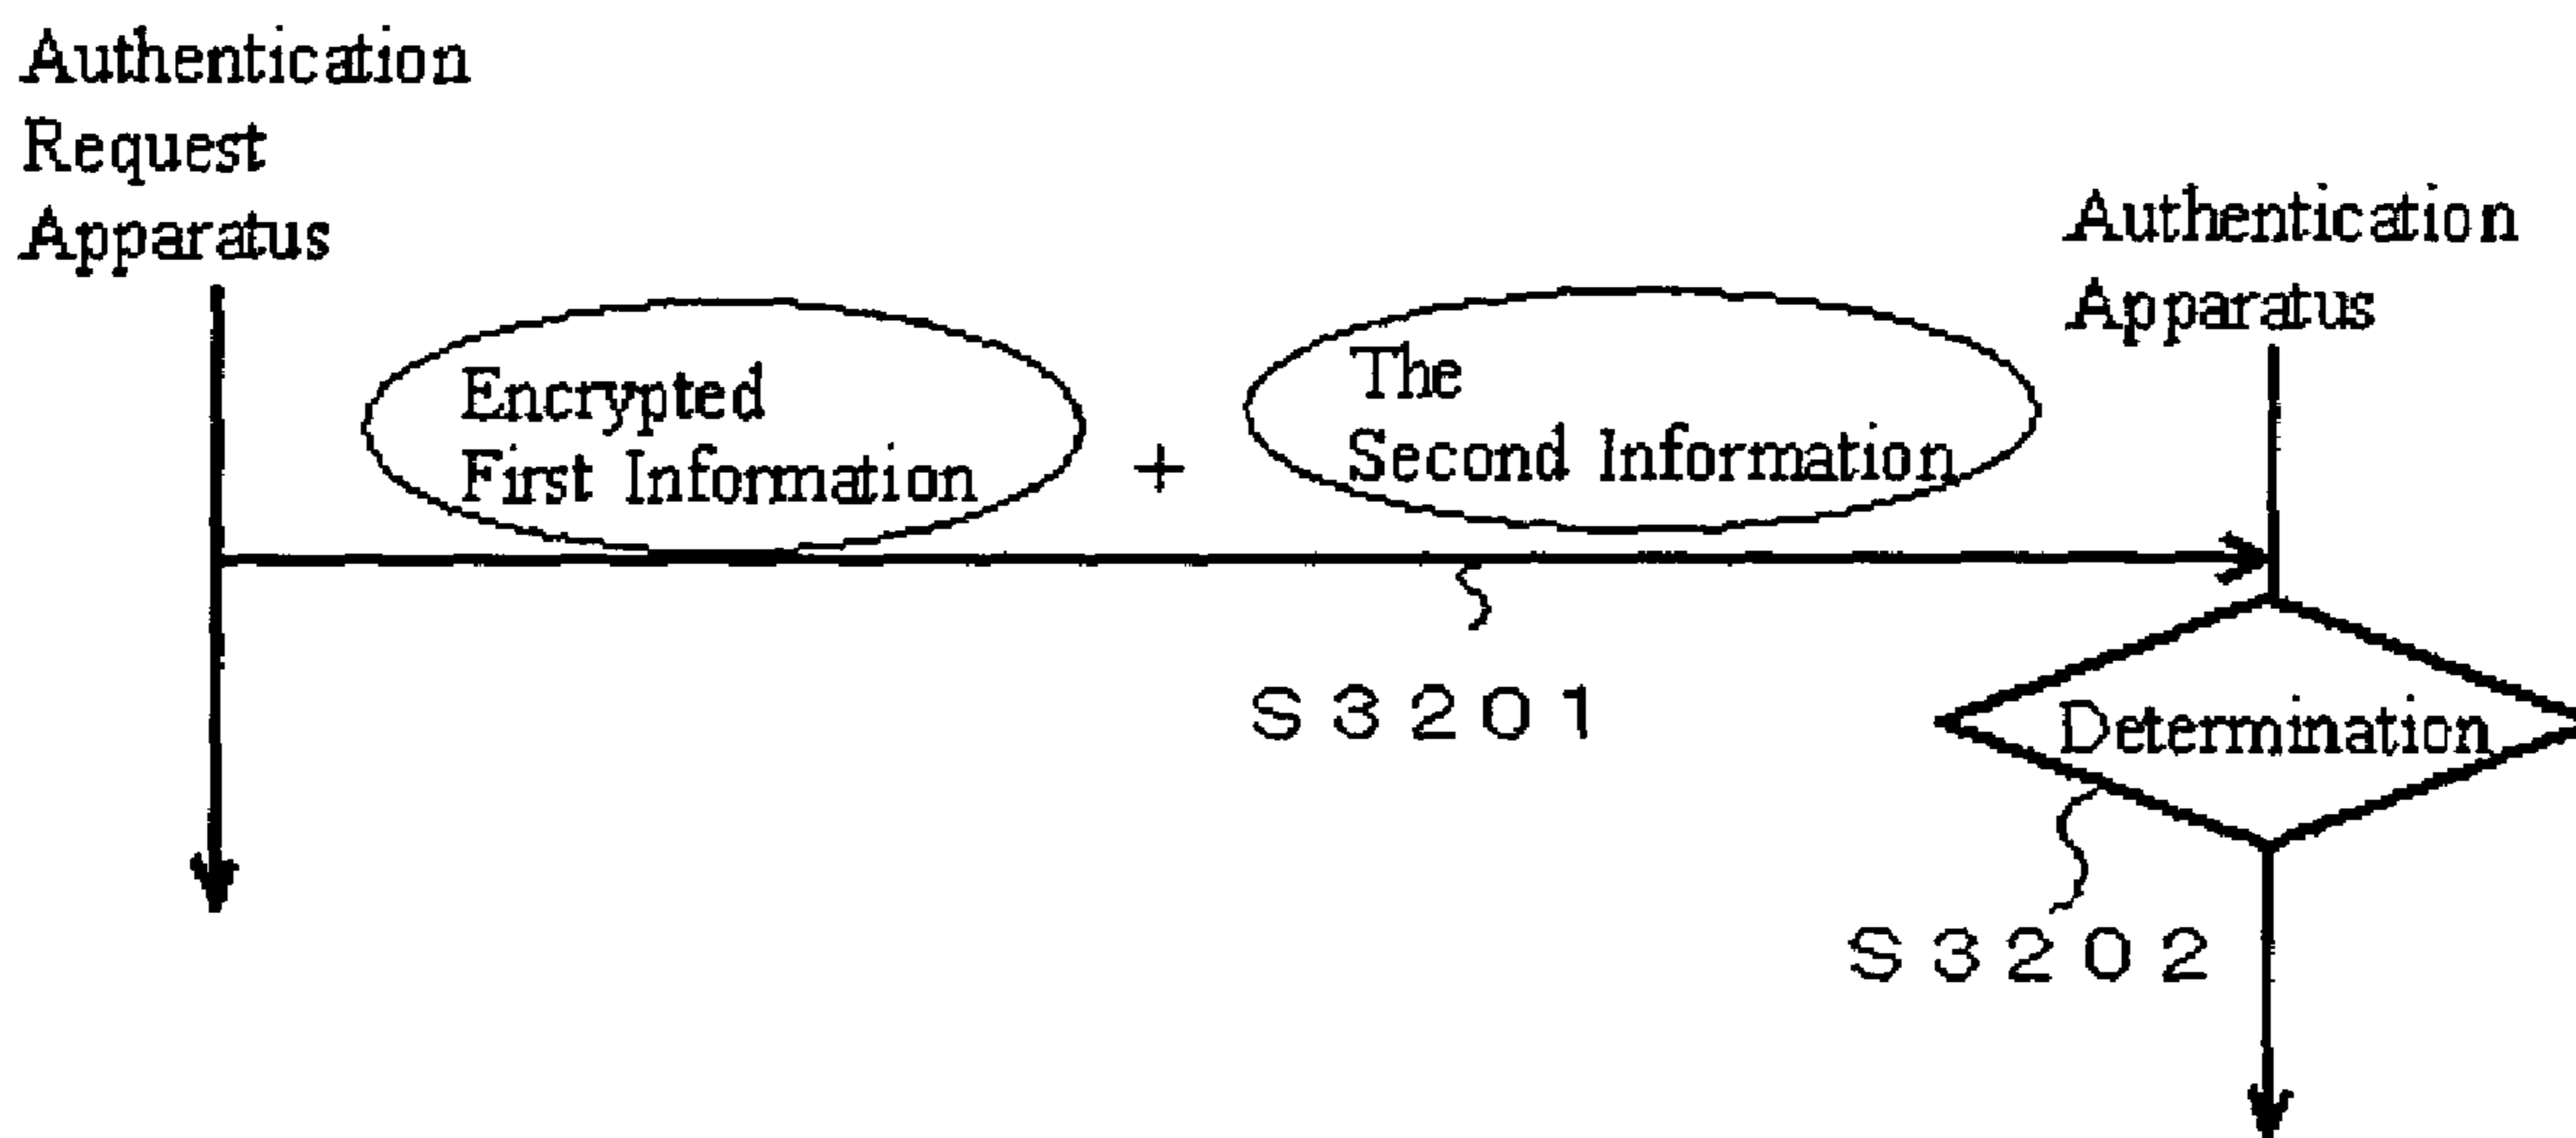 Authentication
Request
Apparatus
Authentication
Apparatus
Encrypted
First Information
+
The
Second Information
S3201
Determination
S3202